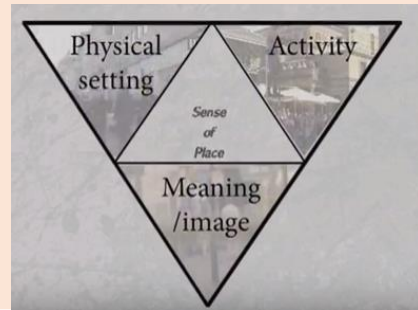 Physical
setting
Activity
Sense
of
Place
Meaning
/image